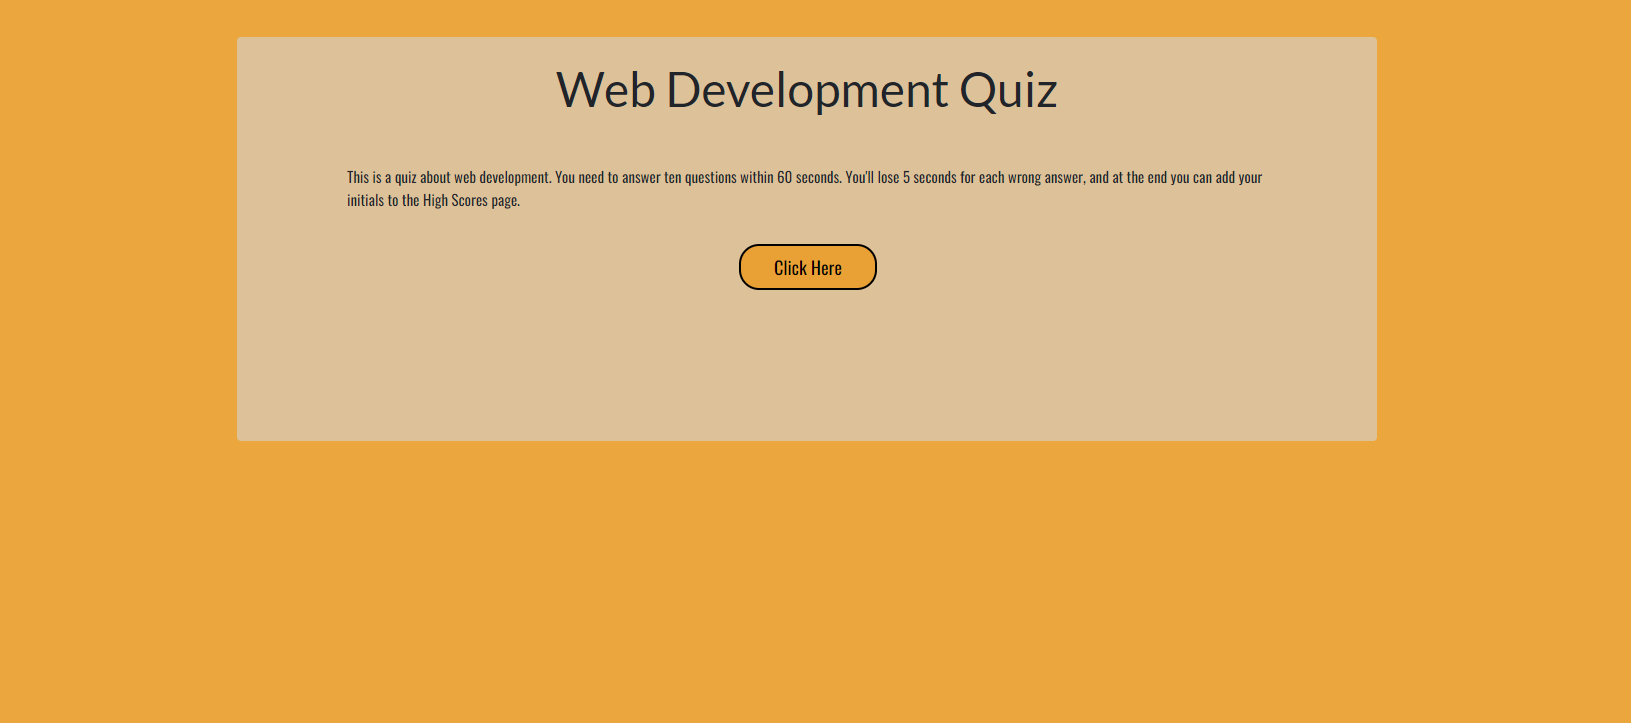 Web Development Quiz
This is a quiz about web development. You need to answer ten questions within 60 seconds. You'll lose 5 seconds for each wrong answer, and at the end you can add your
initials to the High Scores page.
Click Here